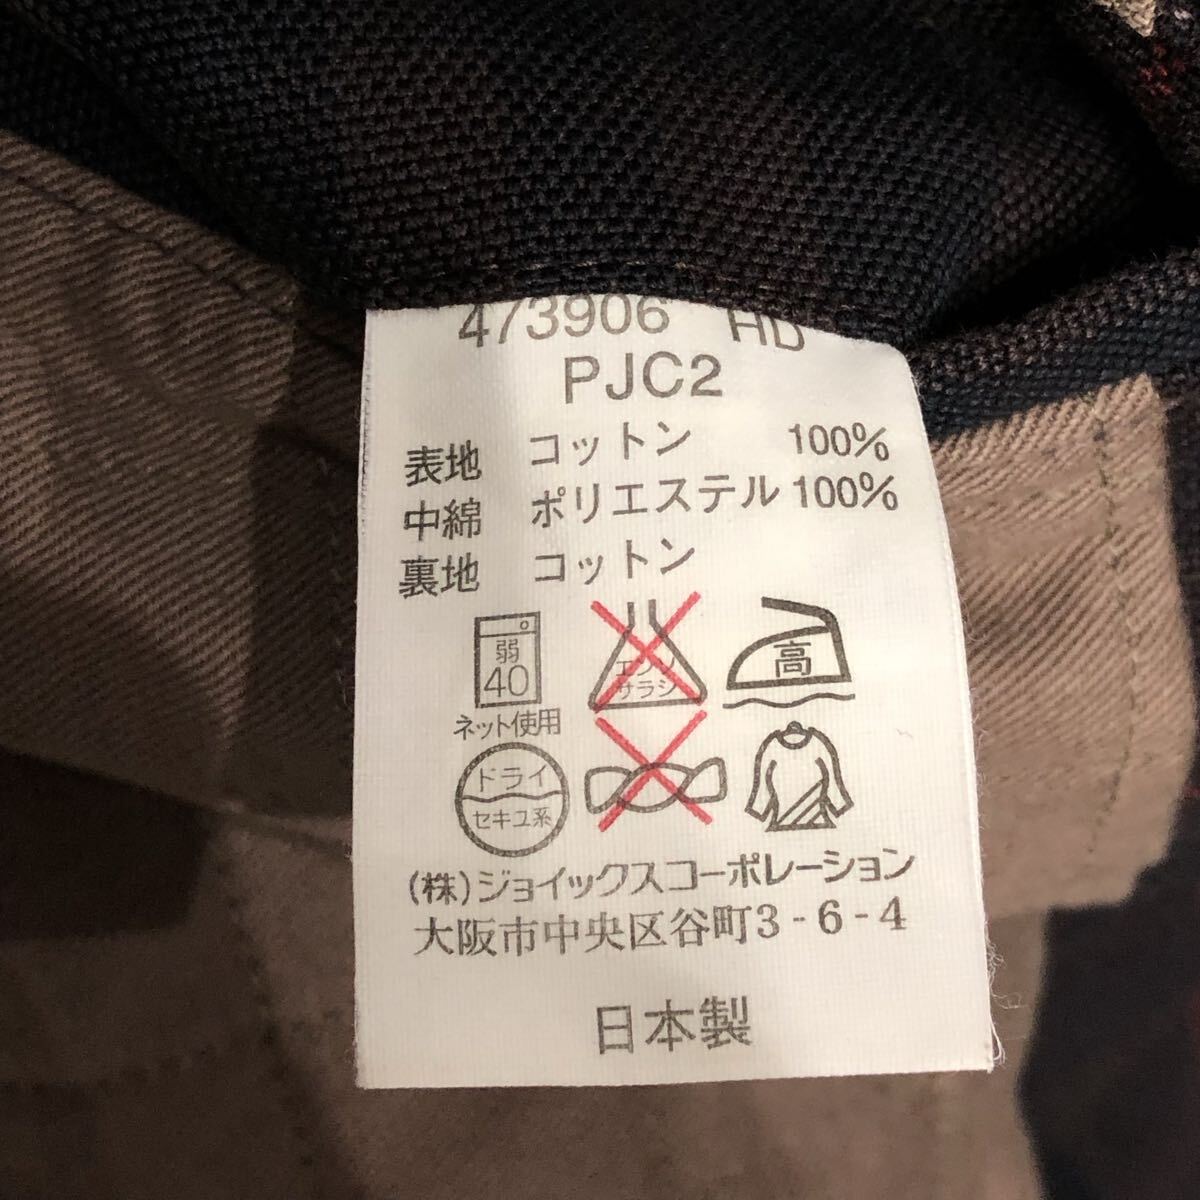 473906 HD
PJC2
表地 コットン 100%
中綿 ポリエステル 100%
裏地 コットン
弱
40
ネット使用
エンソ
サラシ
高
ドライ
セキユ系
(株)ジョイックスコーポレーション
大阪市中央区谷町3-6-4
日本製